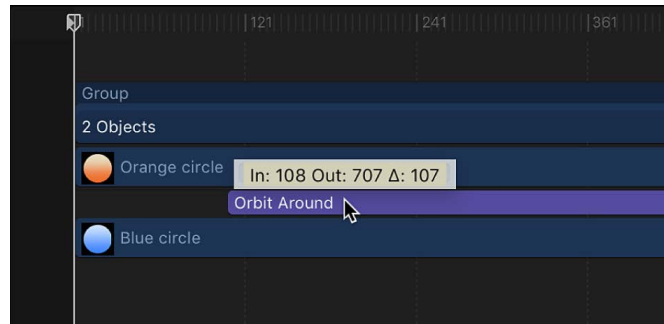 121 241 361
Group
2 Objects
Orange circle
In: 108 Out: 707 Δ: 107
Orbit Around
Blue circle